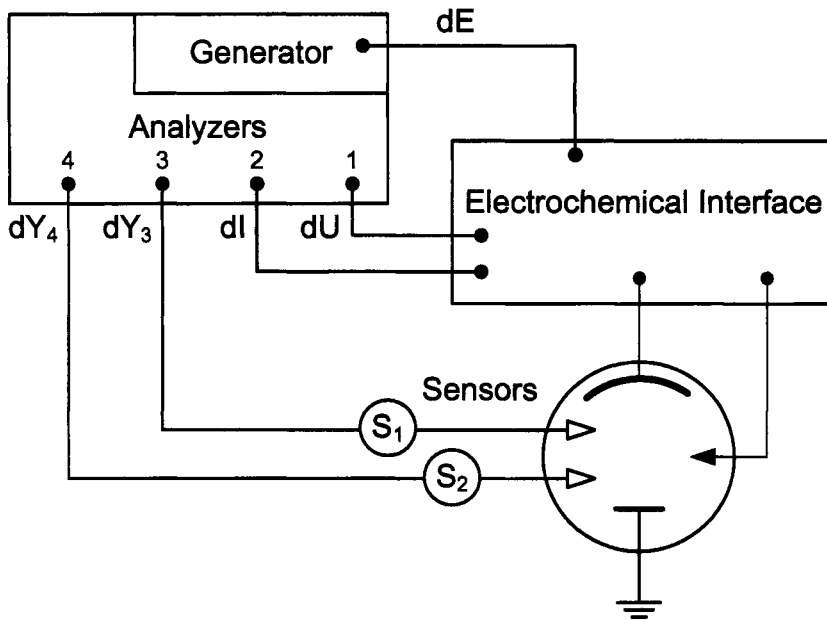 dE
Generator
Analyzers
4 3 2 1
Electrochemical Interface
dY₄ dY₃ dI dU
Sensors
S₁
S₂